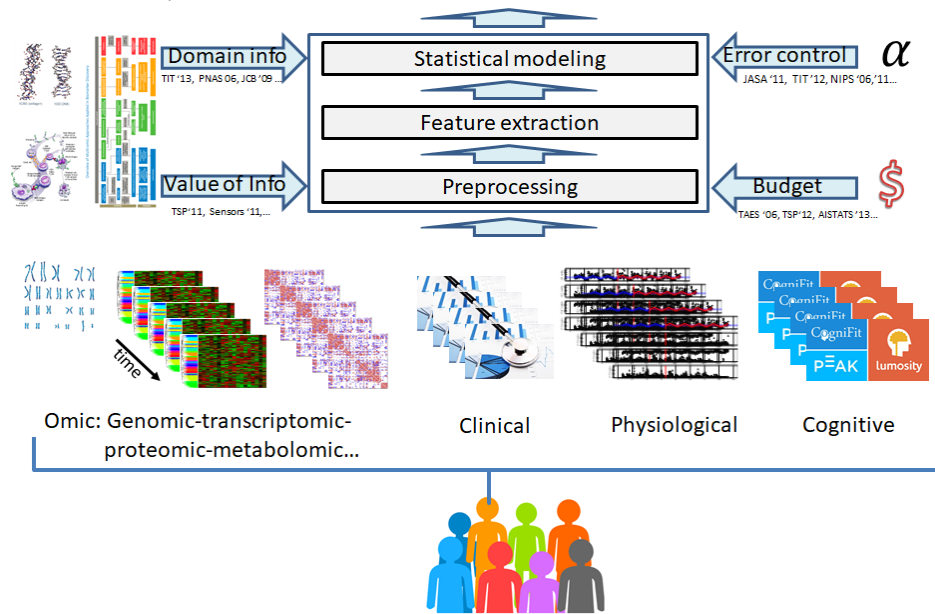 Domain info
TIT ‘13, PNAS 06, JCB ’09 ...
Statistical modeling
Error control
α
JASA ‘11, TIT ‘12, NIPS ‘06,’11...
Feature extraction
Value of Info
TSP’11, Sensors ‘11,...
Preprocessing
Budget
$
TAES ‘06, TSP‘12, AISTATS ‘13...
time
CogniFit
CogniFit
CogniFit
PEAK
lumosity
Omic: Genomic-transcriptomic-
proteomic-metabolomic...
Clinical
Physiological
Cognitive